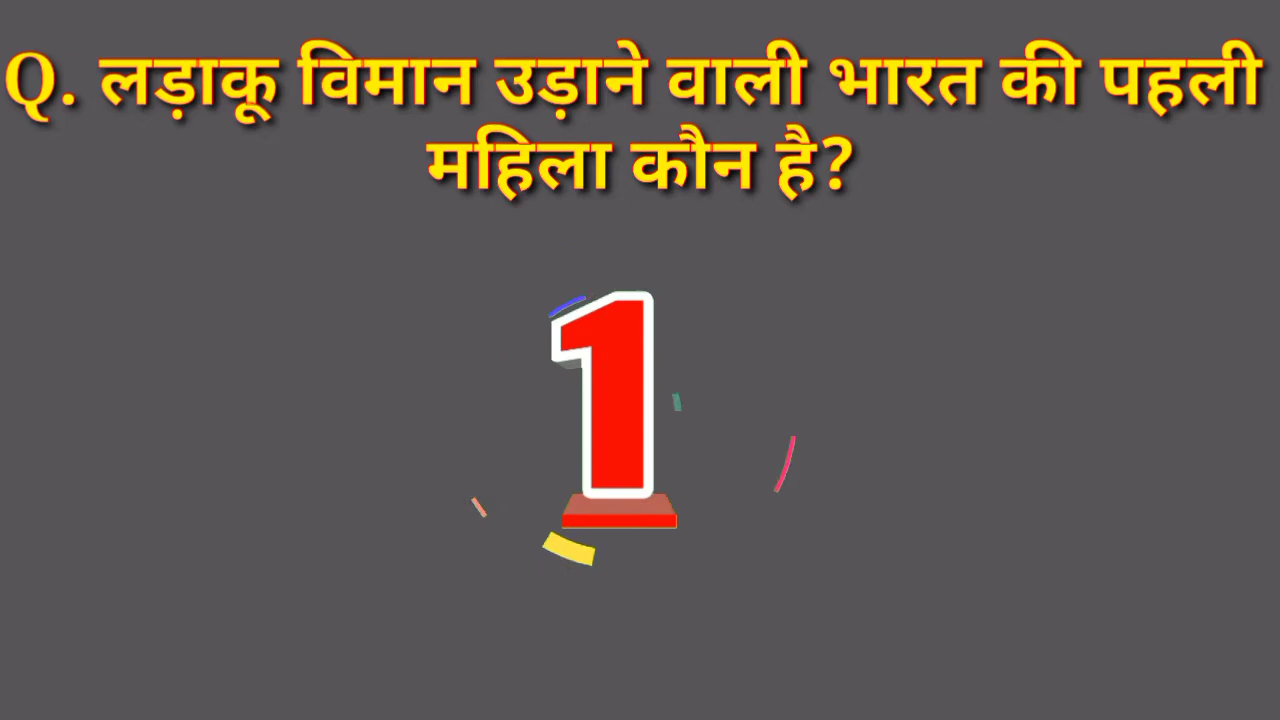 Q. लड़ाकू विमान उड़ाने वाली भारत की पहली
महिला कौन है?
1